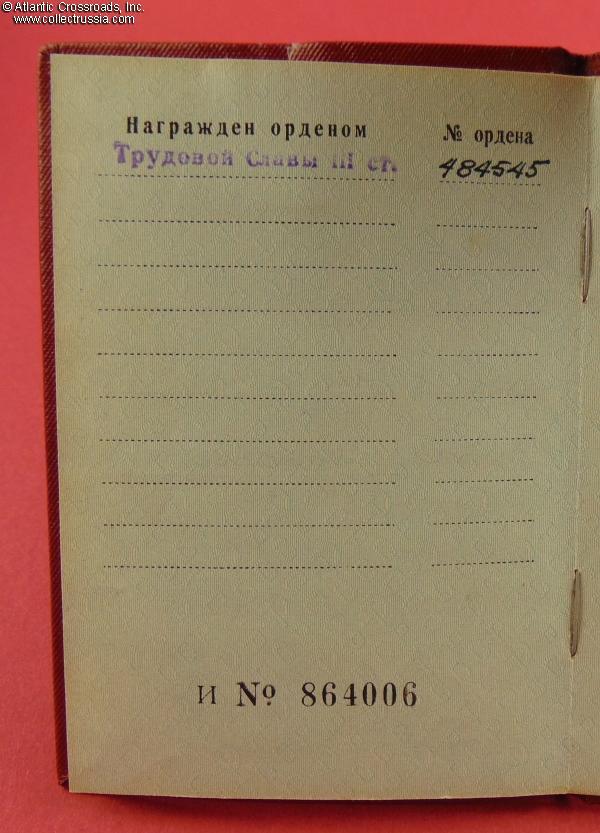 © Atlantic Crossroads, Inc.
www.collectrussia.com
Награжден орденом № ордена
Трудовой Славы III ст. 484545
И № 864006